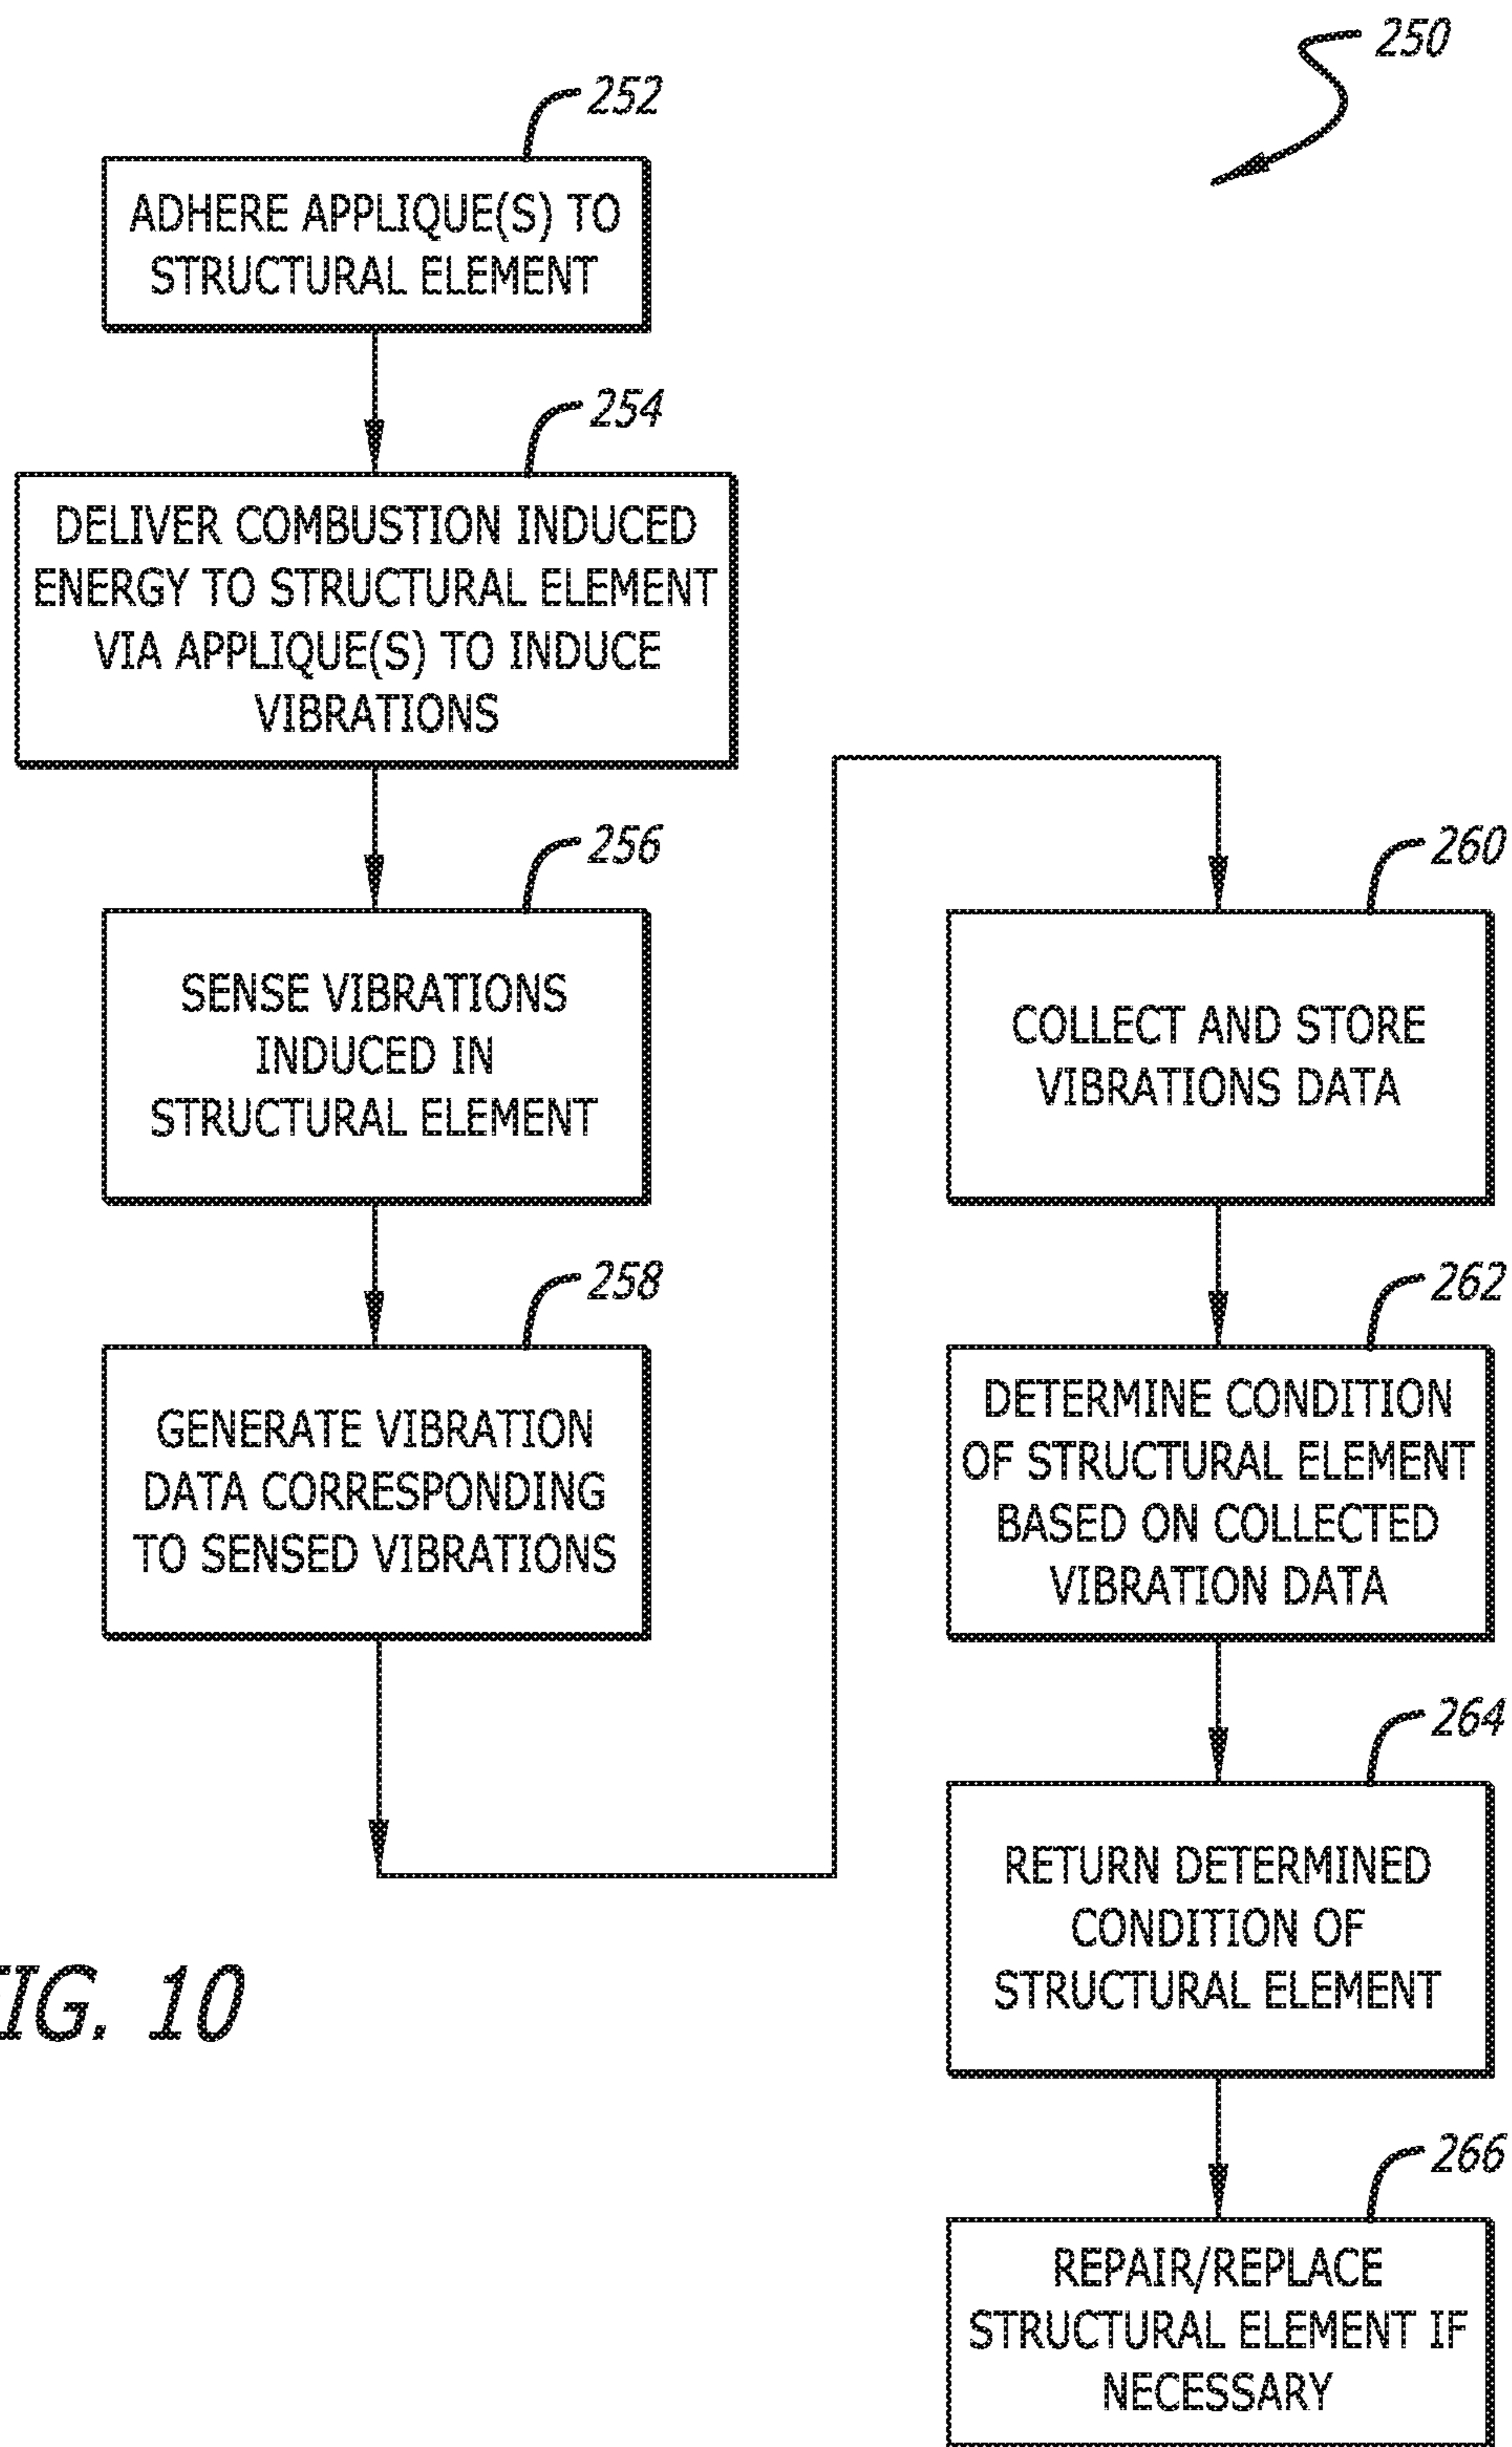 250
252
ADHERE APPLIQUE(S) TO
STRUCTURAL ELEMENT
254
DELIVER COMBUSTION INDUCED
ENERGY TO STRUCTURAL ELEMENT
VIA APPLIQUE(S) TO INDUCE
VIBRATIONS
256
SENSE VIBRATIONS
INDUCED IN
STRUCTURAL ELEMENT
258
GENERATE VIBRATION
DATA CORRESPONDING
TO SENSED VIBRATIONS
260
COLLECT AND STORE
VIBRATIONS DATA
262
DETERMINE CONDITION
OF STRUCTURAL ELEMENT
BASED ON COLLECTED
VIBRATION DATA
264
RETURN DETERMINED
CONDITION OF
STRUCTURAL ELEMENT
266
REPAIR/REPLACE
STRUCTURAL ELEMENT IF
NECESSARY
FIG. 10